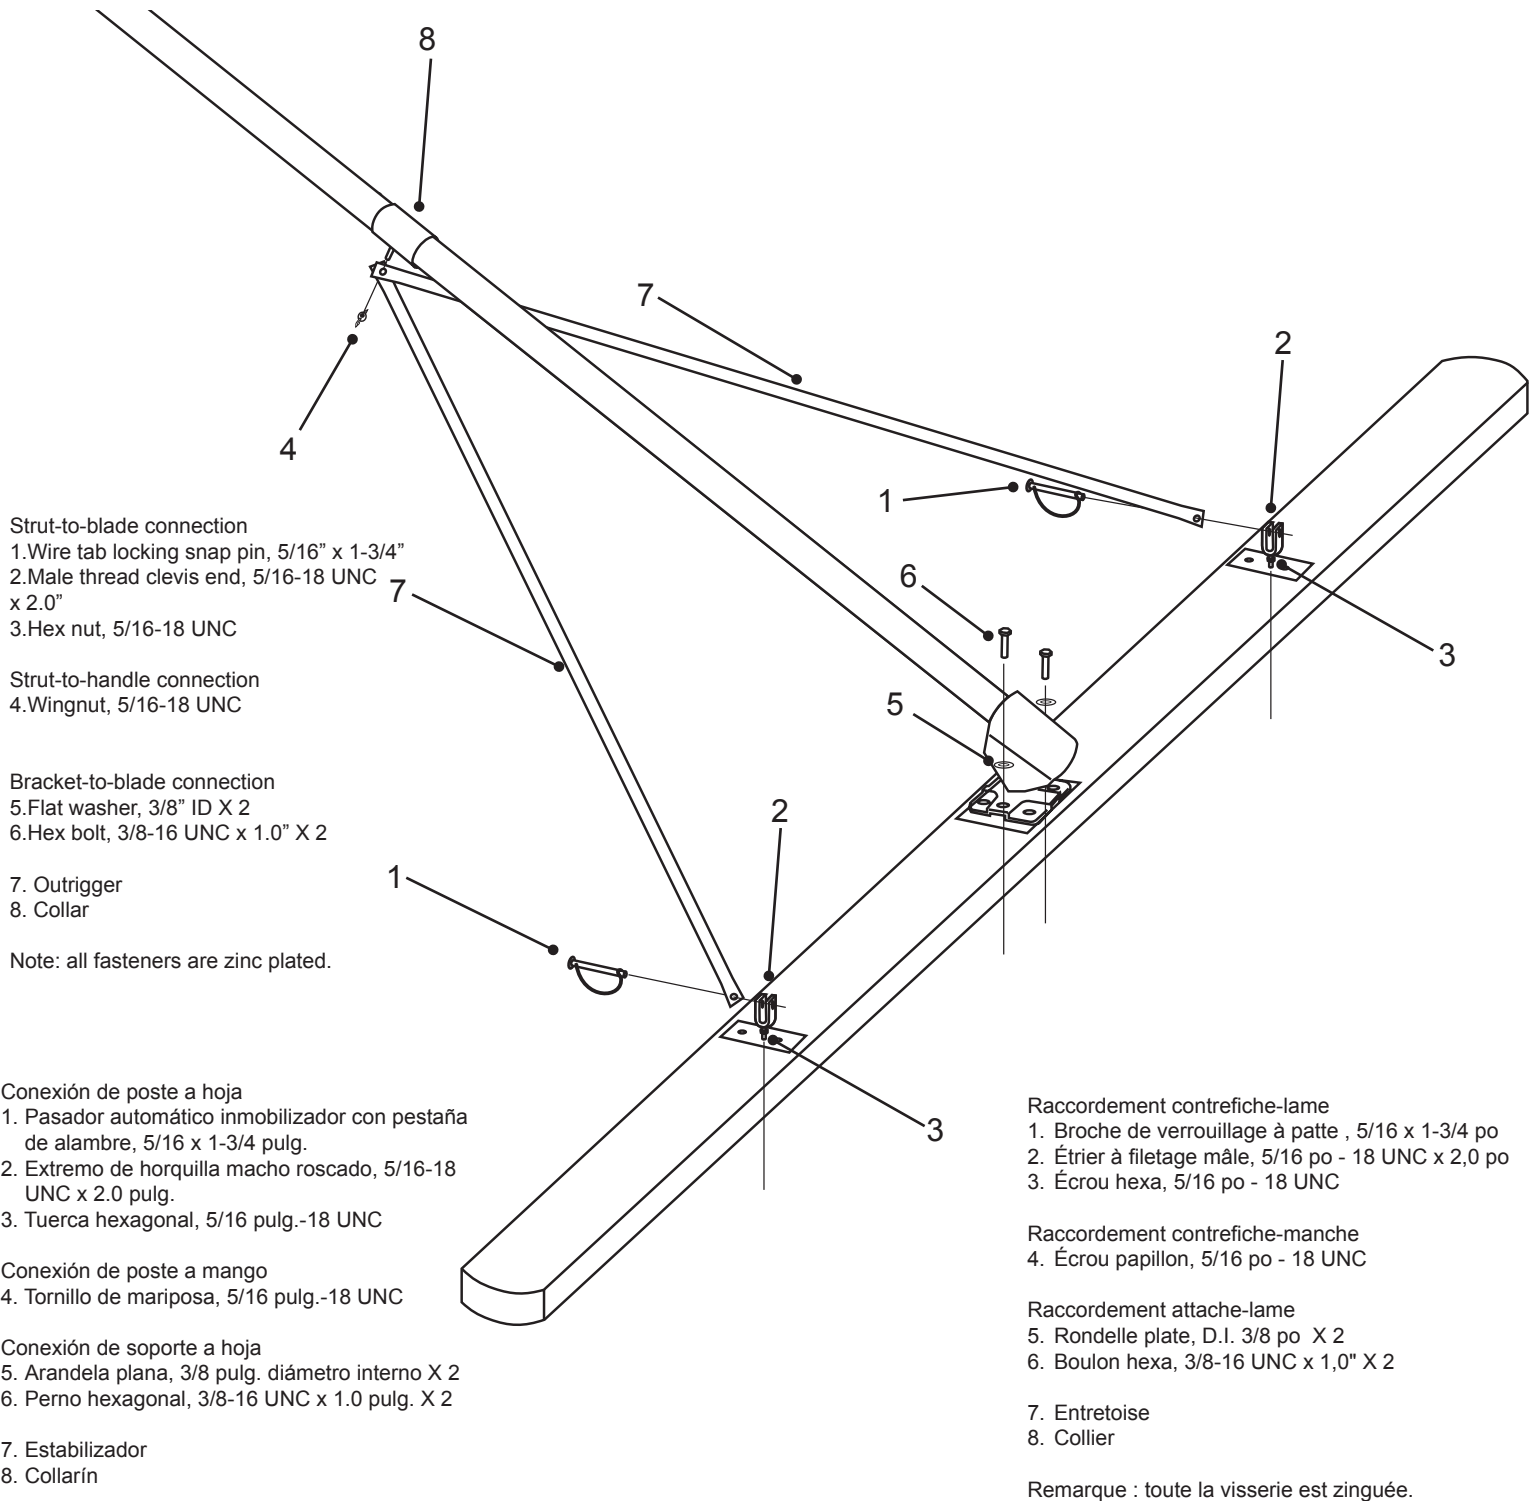 8
7
2
4
1
Strut-to-blade connection
1.Wire tab locking snap pin, 5/16” x 1-3/4”
2.Male thread clevis end, 5/16-18 UNC
x 2.0”
3.Hex nut, 5/16-18 UNC
7
6
3
Strut-to-handle connection
4.Wingnut, 5/16-18 UNC
5
Bracket-to-blade connection
5.Flat washer, 3/8” ID X 2
6.Hex bolt, 3/8-16 UNC x 1.0” X 2
2
7. Outrigger
8. Collar
1
Note: all fasteners are zinc plated.
3
Conexión de poste a hoja
1. Pasador automático inmobilizador con pestaña
de alambre, 5/16 x 1-3/4 pulg.
2. Extremo de horquilla macho roscado, 5/16-18
UNC x 2.0 pulg.
3. Tuerca hexagonal, 5/16 pulg.-18 UNC
Conexión de poste a mango
4. Tornillo de mariposa, 5/16 pulg.-18 UNC
Conexión de soporte a hoja
5. Arandela plana, 3/8 pulg. diámetro interno X 2
6. Perno hexagonal, 3/8-16 UNC x 1.0 pulg. X 2
7. Estabilizador
8. Collarín
Raccordement contrefiche-lame
1. Broche de verrouillage à patte , 5/16 x 1-3/4 po
2. Étrier à filetage mâle, 5/16 po - 18 UNC x 2,0 po
3. Écrou hexa, 5/16 po - 18 UNC
Raccordement contrefiche-manche
4. Écrou papillon, 5/16 po - 18 UNC
Raccordement attache-lame
5. Rondelle plate, D.I. 3/8 po X 2
6. Boulon hexa, 3/8-16 UNC x 1,0" X 2
7. Entretoise
8. Collier
Remarque : toute la visserie est zinguée.